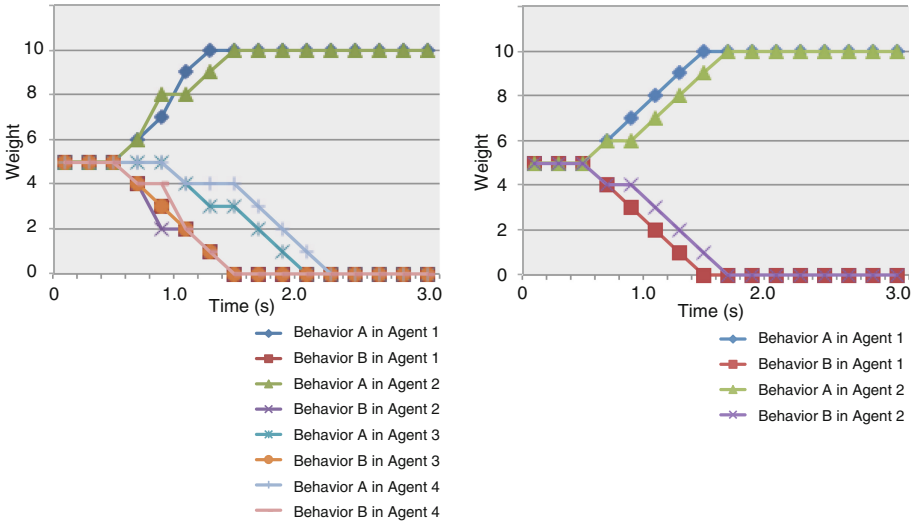 10
8
6
4
2
0
Weight
0
1.0
2.0
3.0
Time (s)
Behavior A in Agent 1
Behavior B in Agent 1
Behavior A in Agent 2
Behavior B in Agent 2
Behavior A in Agent 3
Behavior B in Agent 3
Behavior A in Agent 4
Behavior B in Agent 4
10
8
6
4
2
0
Weight
0
1.0
2.0
3.0
Time (s)
Behavior A in Agent 1
Behavior B in Agent 1
Behavior A in Agent 2
Behavior B in Agent 2